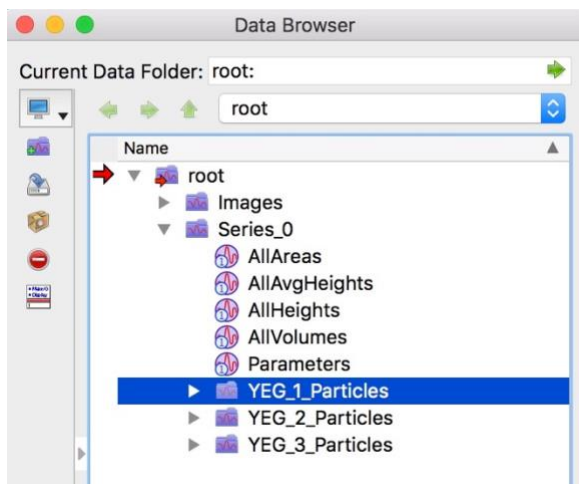 Data Browser
Current Data Folder: root:
root
Name
root
Images
Series_0
AllAreas
AllAvgHeights
AllHeights
AllVolumes
Parameters
YEG_1_Particles
YEG_2_Particles
YEG_3_Particles